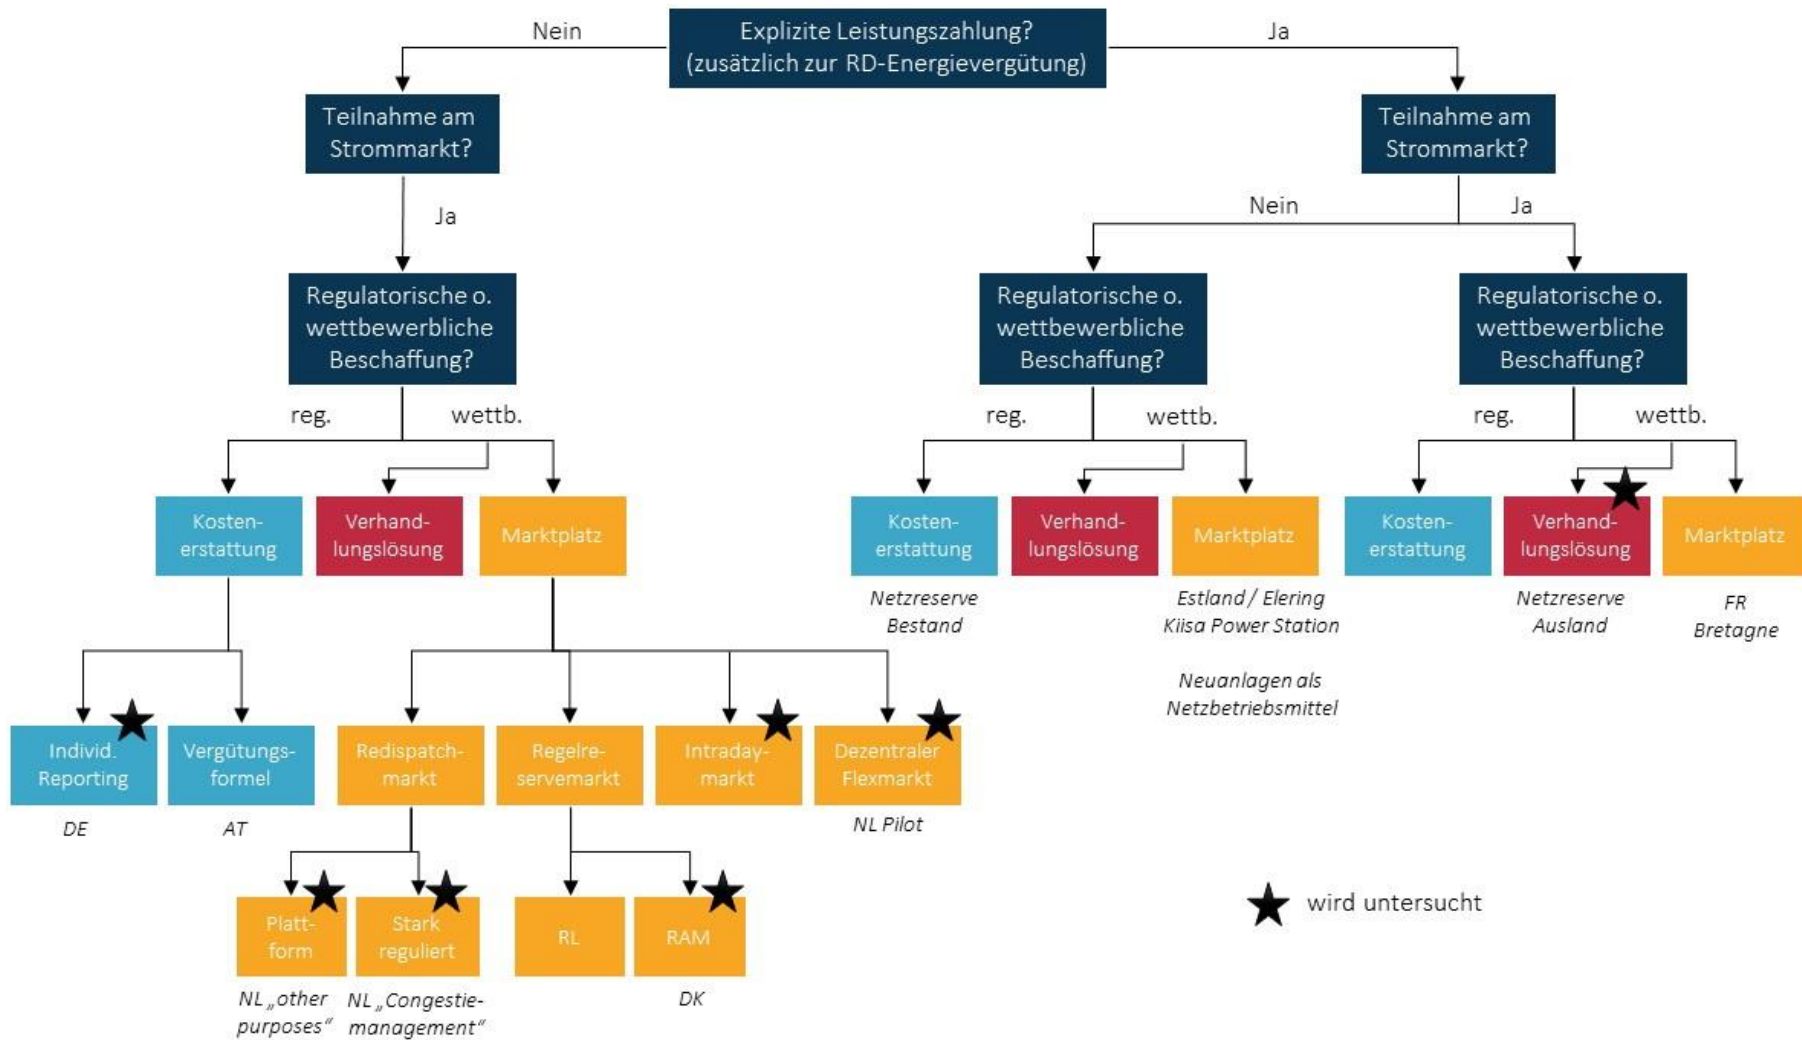 Nein
Explizite Leistungszahlung?
(zusätzlich zur RD-Energievergütung)
Ja
Teilnahme am
Strommarkt?
Teilnahme am
Strommarkt?
Ja
Nein
Ja
Regulatorische o.
wettbewerbliche
Beschaffung?
Regulatorische o.
wettbewerbliche
Beschaffung?
Regulatorische o.
wettbewerbliche
Beschaffung?
reg.
wettb.
reg.
wettb.
reg.
wettb.
Kosten-
erstattung
Verhand-
lungslösung
Marktplatz
Kosten-
erstattung
Verhand-
lungslösung
Marktplatz
Kosten-
erstattung
Verhand-
lungslösung
Marktplatz
Netzreserve
Bestand
Estland / Elering
Kiisa Power Station
Neuanlagen als
Netzbetriebsmittel
Netzreserve
Ausland
FR
Bretagne
Individ.
Reporting
Vergütungs-
formel
Redispatch-
markt
Regelre-
servemarkt
Intraday-
markt
Dezentraler
Flexmarkt
DE
AT
NL Pilot
Platt-
form
Stark
reguliert
RL
RAM
wird untersucht
NL „other
purposes“
NL „Congestie-
management“
DK